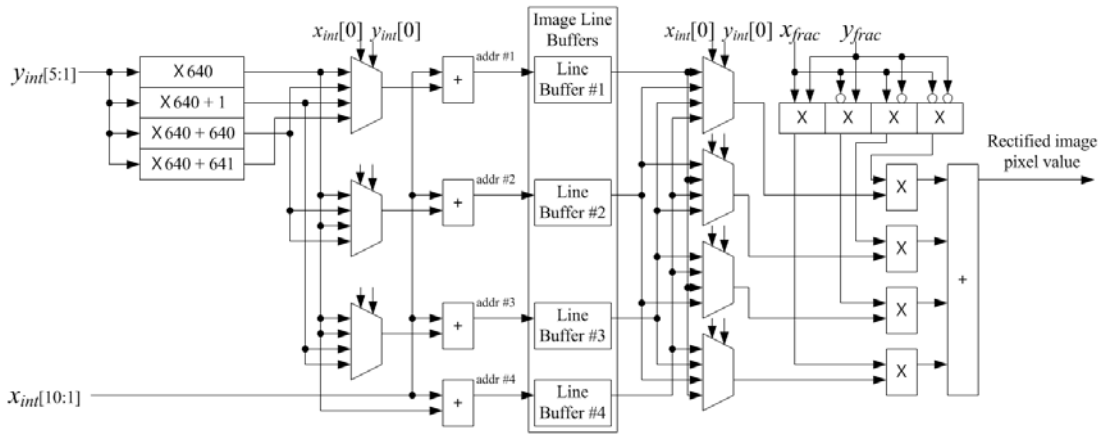 x_int[0] y_int[0]
Image Line
Buffers
x_int[0] y_int[0] x_frac y_frac
y_int[5:1]
X 640
X 640 + 1
X 640 + 640
X 640 + 641
+
addr #1
Line
Buffer #1
X X X X
Rectified image
pixel value
+
addr #2
Line
Buffer #2
X
X
+
+
addr #3
Line
Buffer #3
X
x_int[10:1]
+
addr #4
Line
Buffer #4
X